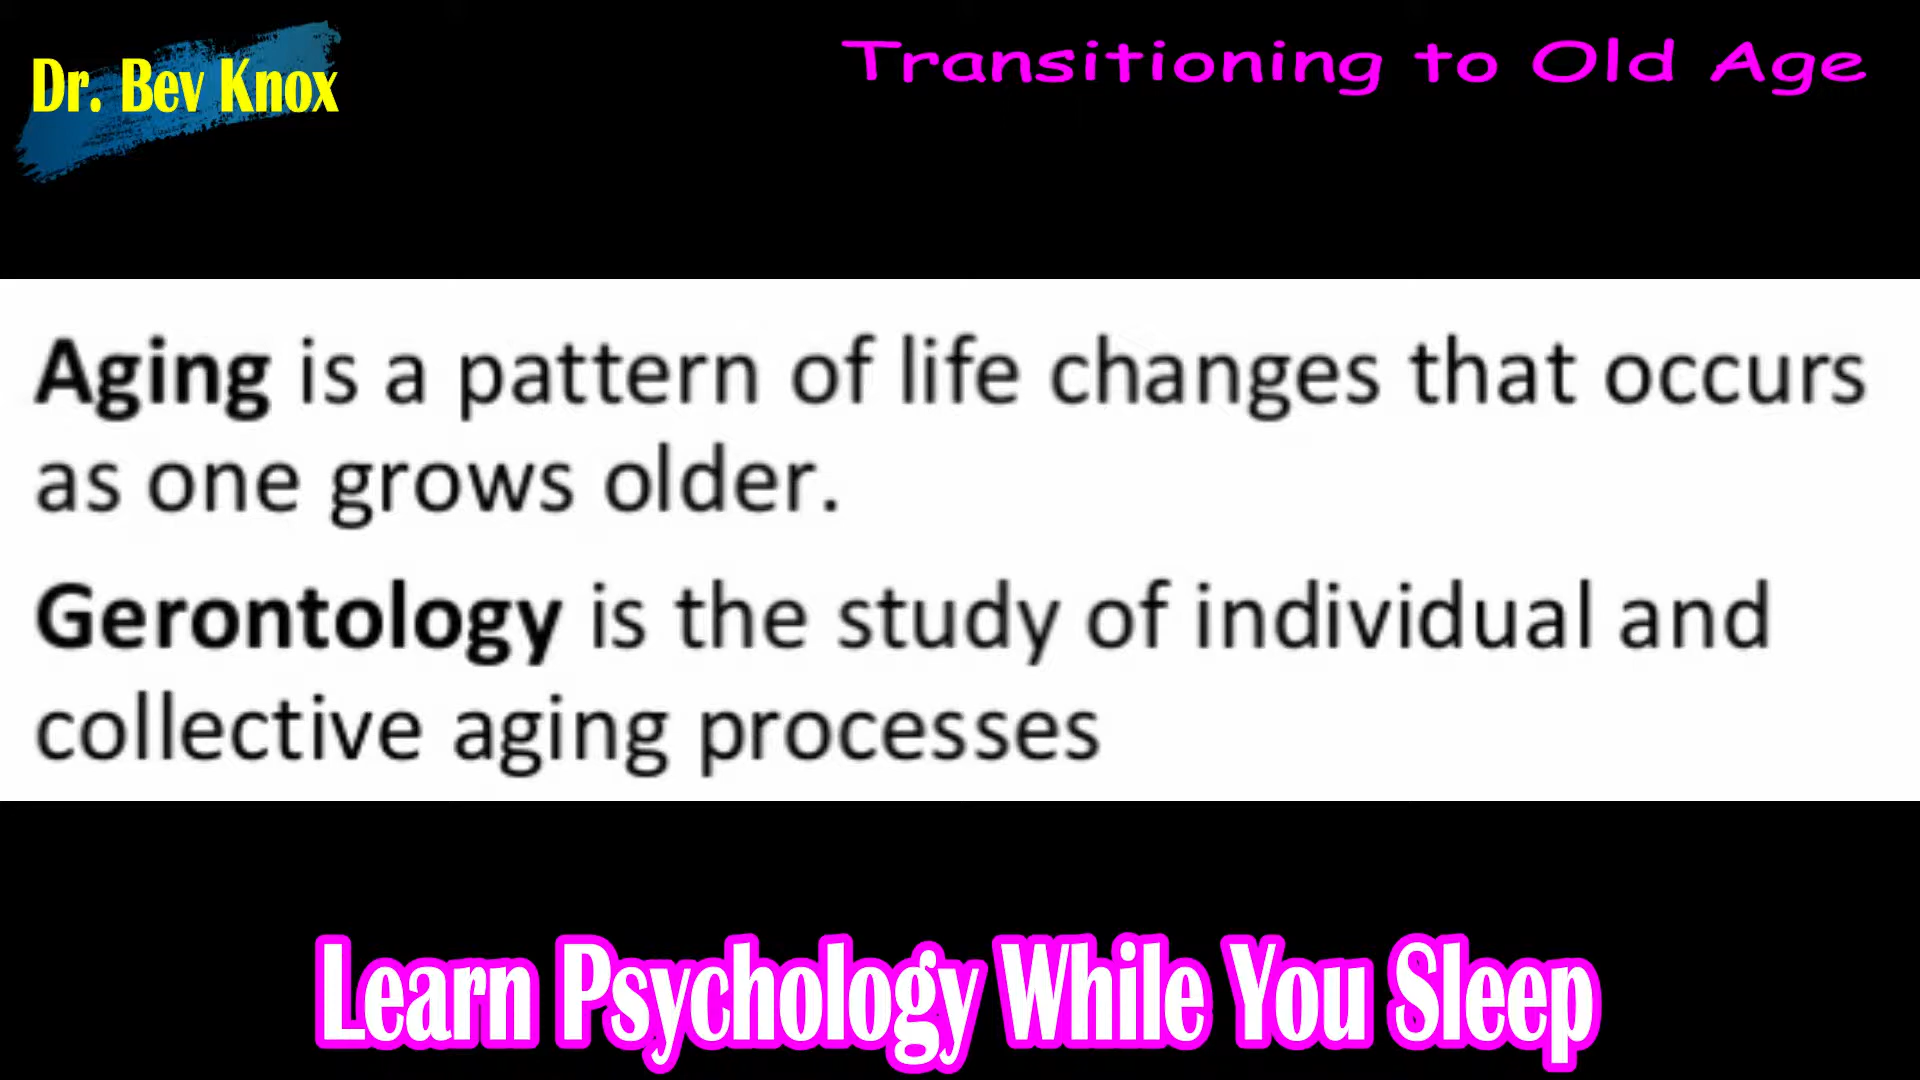 Dr. Bev Knox
Transitioning to Old Age
Aging is a pattern of life changes that occurs
as one grows older.
Gerontology is the study of individual and
collective aging processes
Learn Psychology While You Sleep